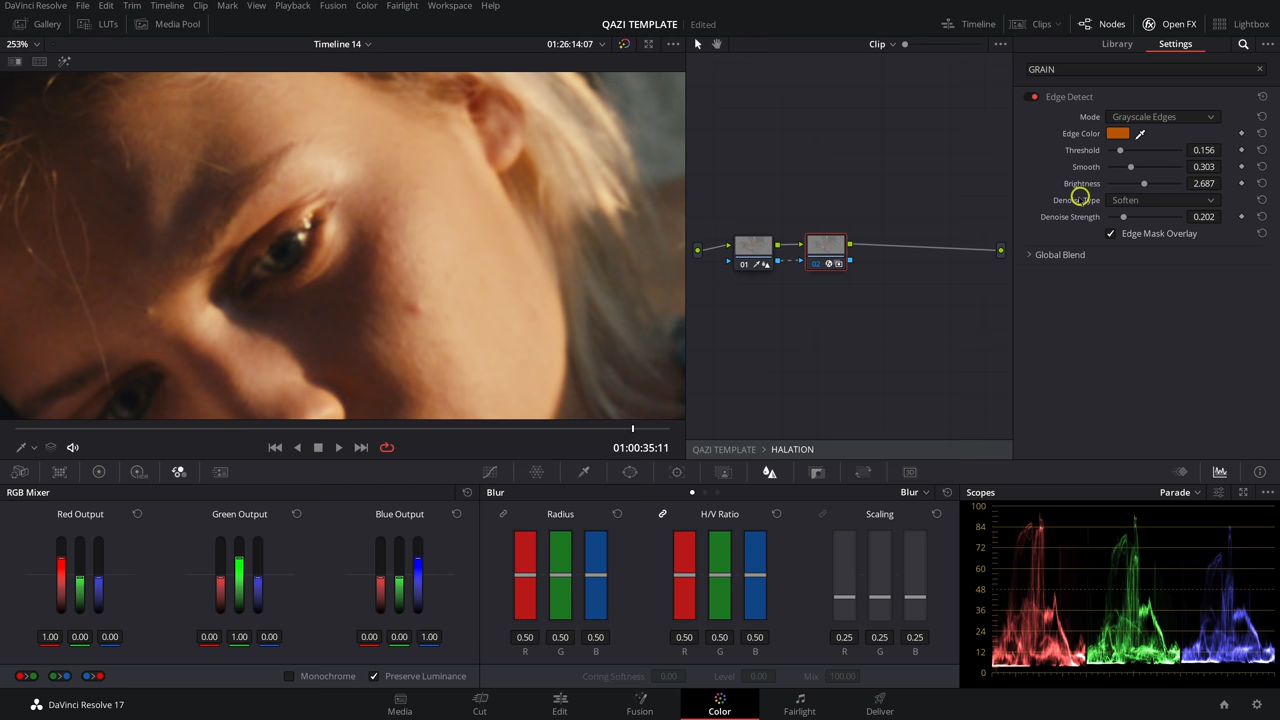 DaVinci Resolve File Edit Trim Timeline Clip Mark View Playback Fusion Color Fairlight Workspace Help
Gallery LUTs Media Pool QAZI TEMPLATE Edited Timeline Clips Nodes Open FX Lightbox
253% Timeline 14 01:26:14:07 Clip Library Settings
GRAIN
Edge Detect
Mode Grayscale Edges
Edge Color
Threshold 0.156
Smooth 0.303
Brightness 2.687
Denoise Type Soften
Denoise Strength 0.202
Edge Mask Overlay
Global Blend
01 02
01:00:35:11
QAZI TEMPLATE > HALATION
RGB Mixer Blur Blur Scopes Parade
Red Output Green Output Blue Output Radius H/V Ratio Scaling
100
84
72
60
48
36
24
12
0
1.00 0.00 0.00 0.00 1.00 0.00 0.00 0.00 1.00 0.50 0.50 0.50 0.50 0.50 0.50 0.25 0.25 0.25
R G B R G B R G B
Monochrome Preserve Luminance Coring Softness 0.00 Level 0.00 Mix 100.00
DaVinci Resolve 17 Media Cut Edit Fusion Color Fairlight Deliver